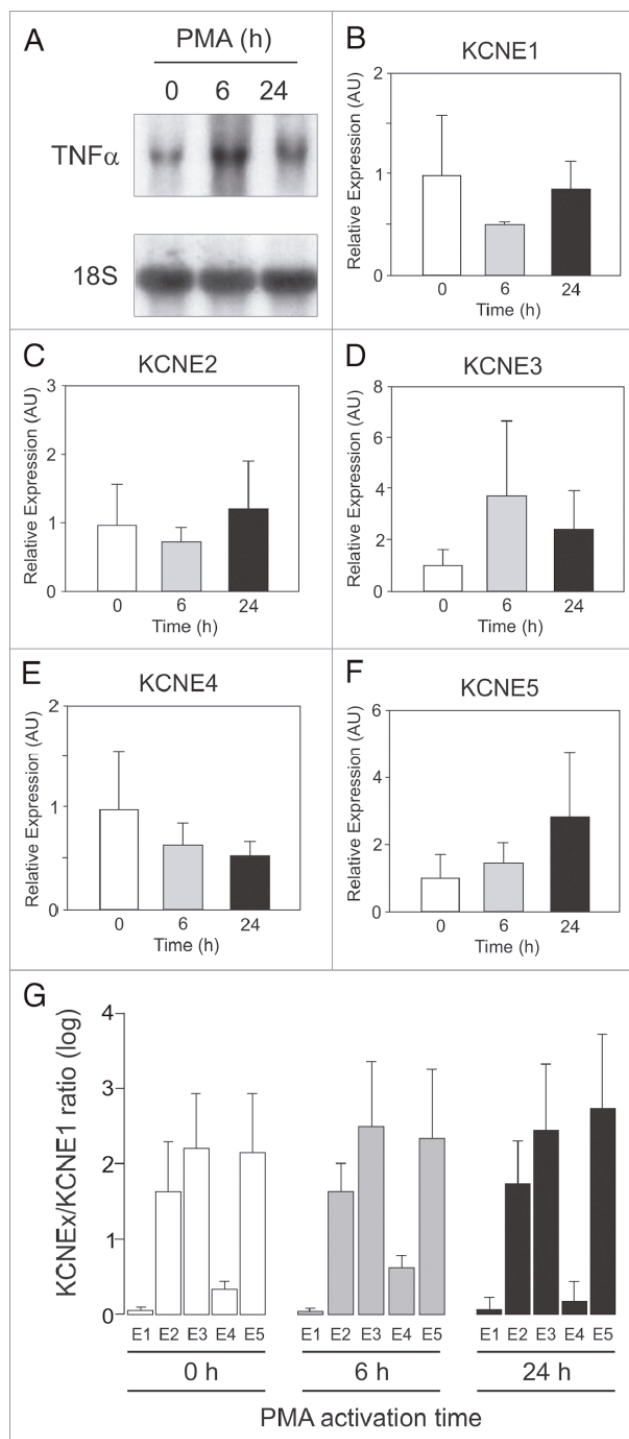 A
PMA (h)
0 6 24
TNFα
18S
B
KCNE1
Relative Expression (AU)
2
1
0
0 6 24
Time (h)
C
KCNE2
Relative Expression (AU)
3
2
1
0
0 6 24
Time (h)
D
KCNE3
Relative Expression (AU)
8
6
4
2
0
0 6 24
Time (h)
E
KCNE4
Relative Expression (AU)
2
1
0
0 6 24
Time (h)
F
KCNE5
Relative Expression (AU)
6
4
2
0
0 6 24
Time (h)
G
KCNEx/KCNE1 ratio (log)
4
3
2
1
0
E1 E2 E3 E4 E5 E1 E2 E3 E4 E5 E1 E2 E3 E4 E5
0 h 6 h 24 h
PMA activation time